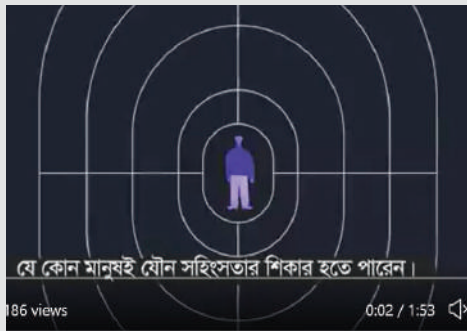 যে কোন মানুষই যৌন সহিংসতার শিকার হতে পারেন।
186 views
0:02 / 1:53